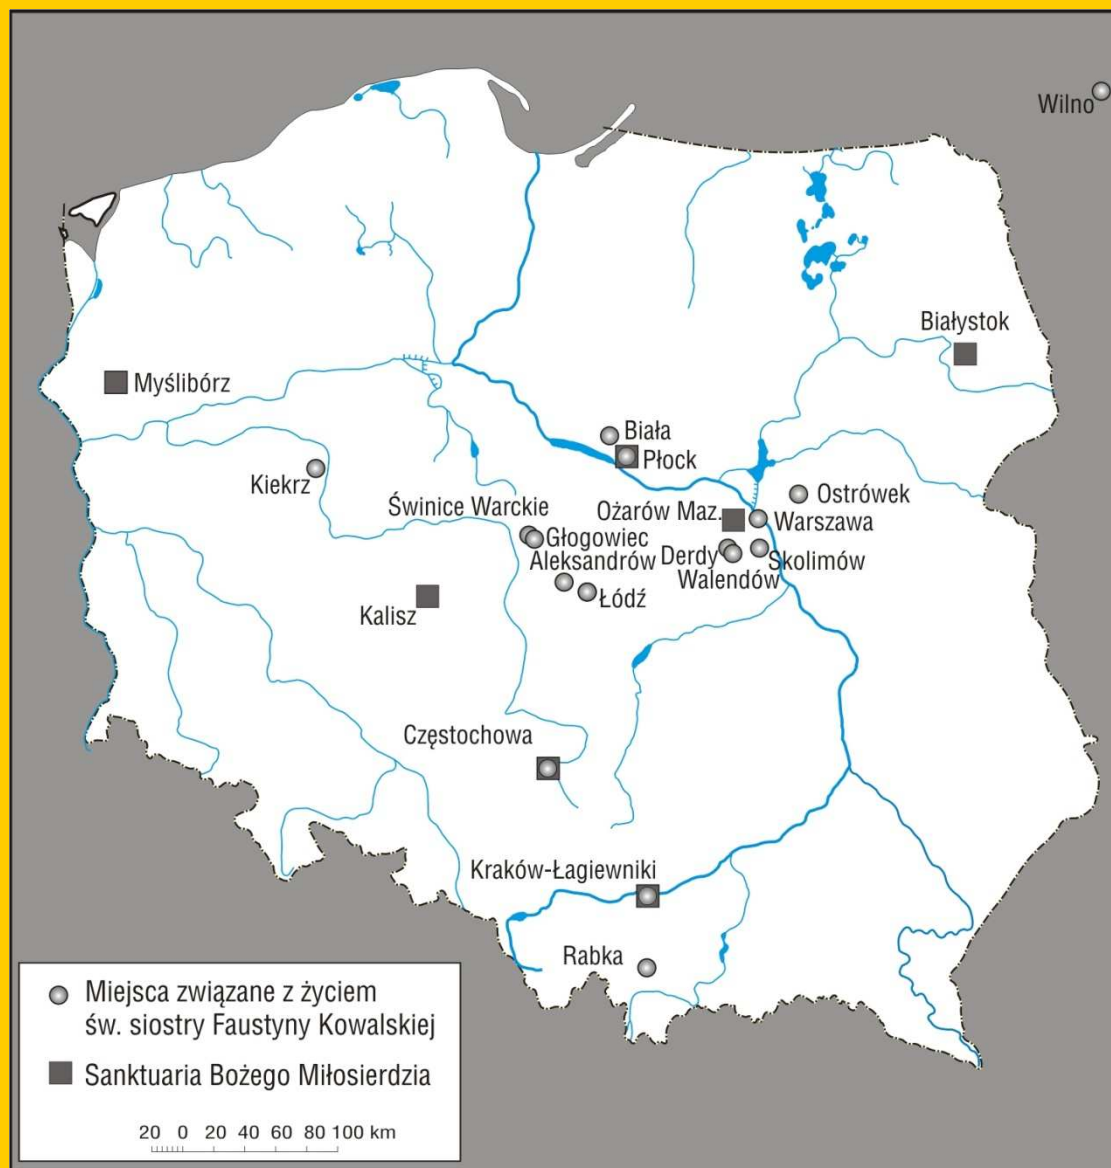 Wilno
Białystok
Myślibórz
Biała
Płock
Kiekrz
Ostrówek
Świnice Warckie
Ożarów Maz.
Warszawa
Głogowiec
Aleksandrów
Derdy
Skolimów
Walendów
Łódź
Kalisz
Częstochowa
Kraków-Łagiewniki
Rabka
Miejsca związane z życiem
św. siostry Faustyny Kowalskiej
Sanktuaria Bożego Miłosierdzia
20 0 20 40 60 80 100 km